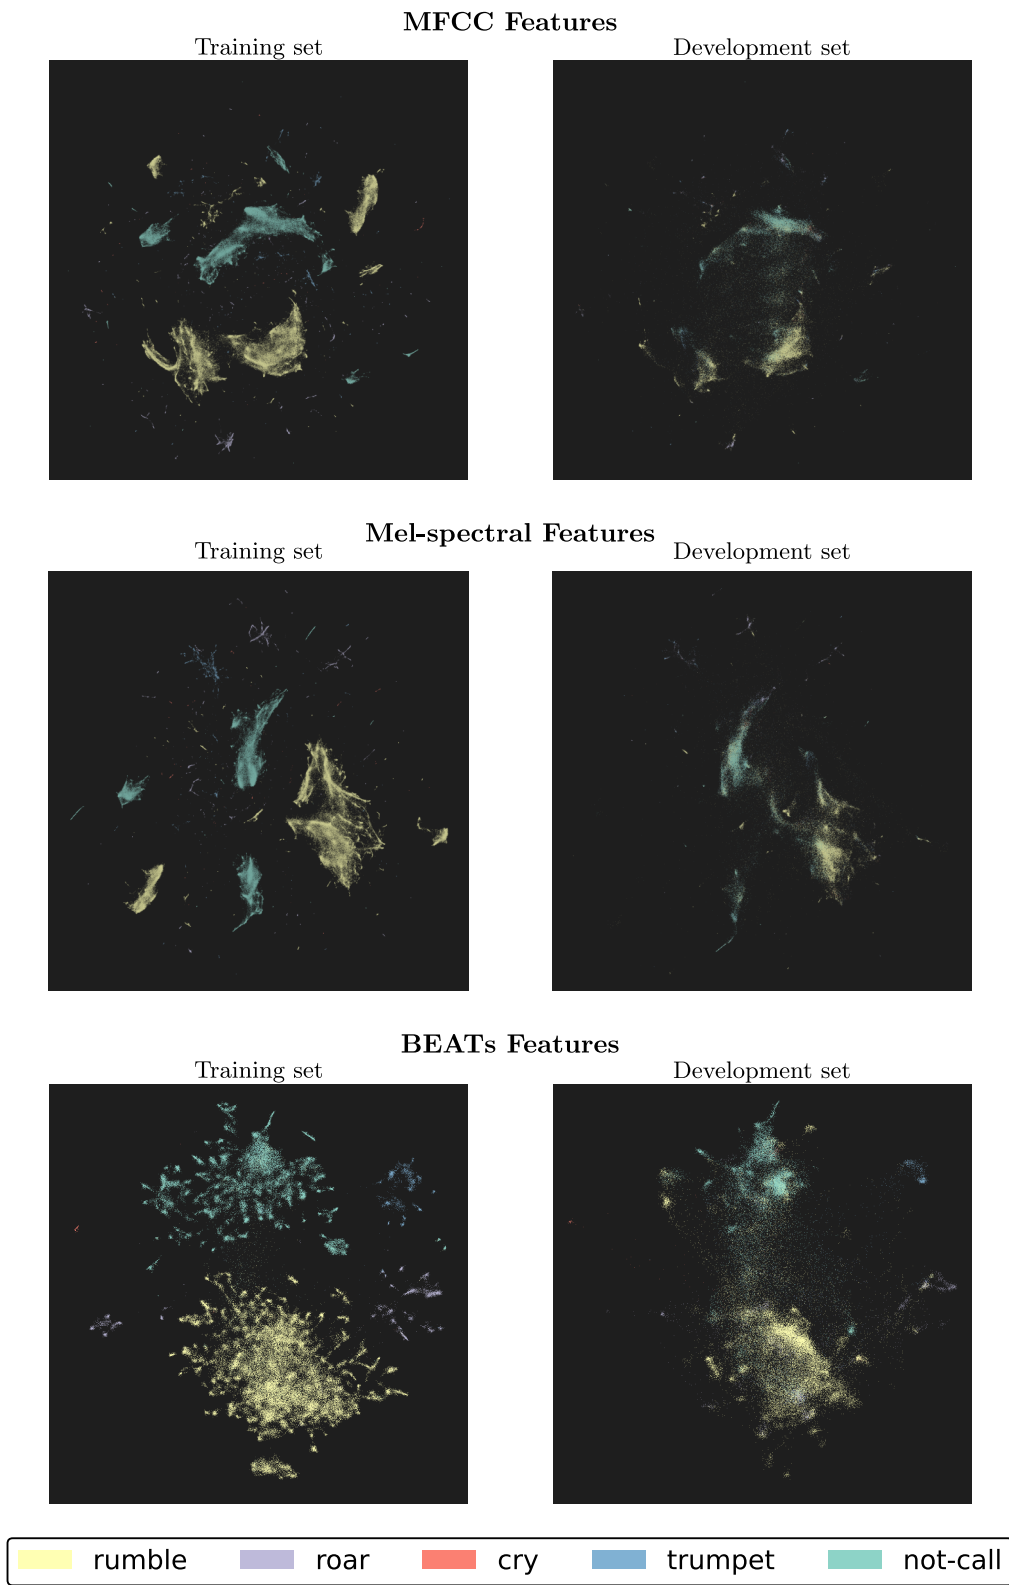 MFCC Features
Training set
Development set
Mel-spectral Features
Training set
Development set
BEATs Features
Training set
Development set
rumble roar cry trumpet not-call